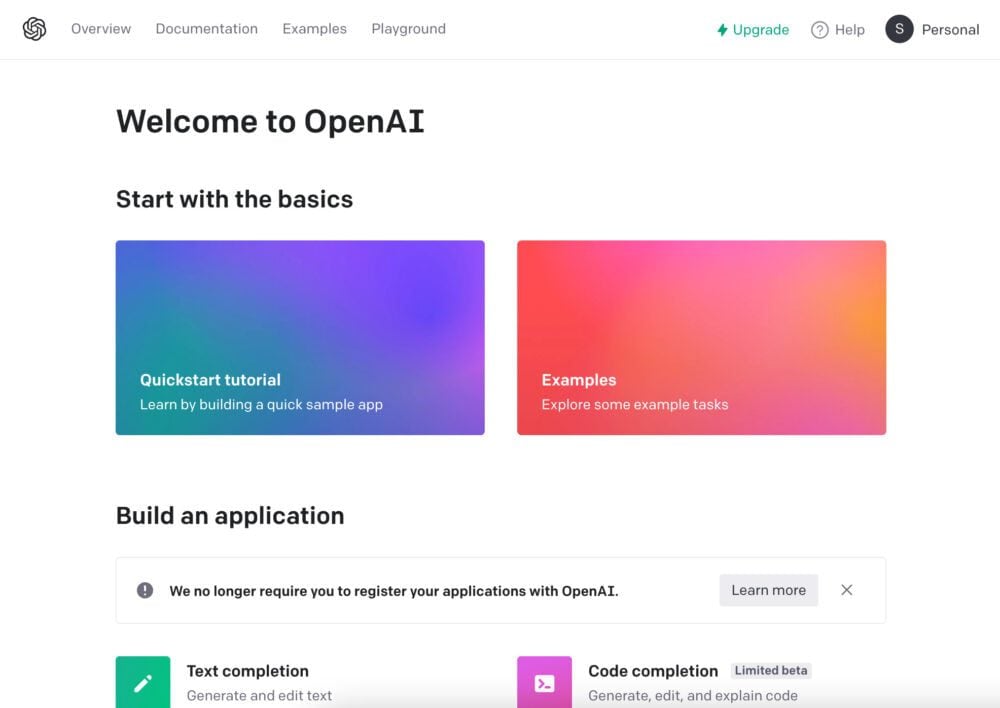 Overview Documentation Examples Playground Upgrade Help S Personal
Welcome to OpenAI
Start with the basics
Quickstart tutorial
Learn by building a quick sample app
Examples
Explore some example tasks
Build an application
We no longer require you to register your applications with OpenAI. Learn more
Text completion
Generate and edit text
Code completion Limited beta
Generate, edit, and explain code